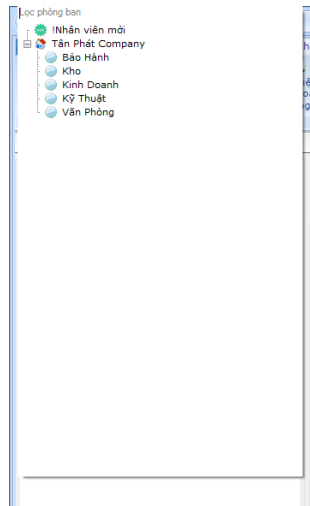 Lọc phòng ban
!Nhân viên mới
Tân Phát Company
Bảo Hành
Kho
Kinh Doanh
Kỹ Thuật
Văn Phòng